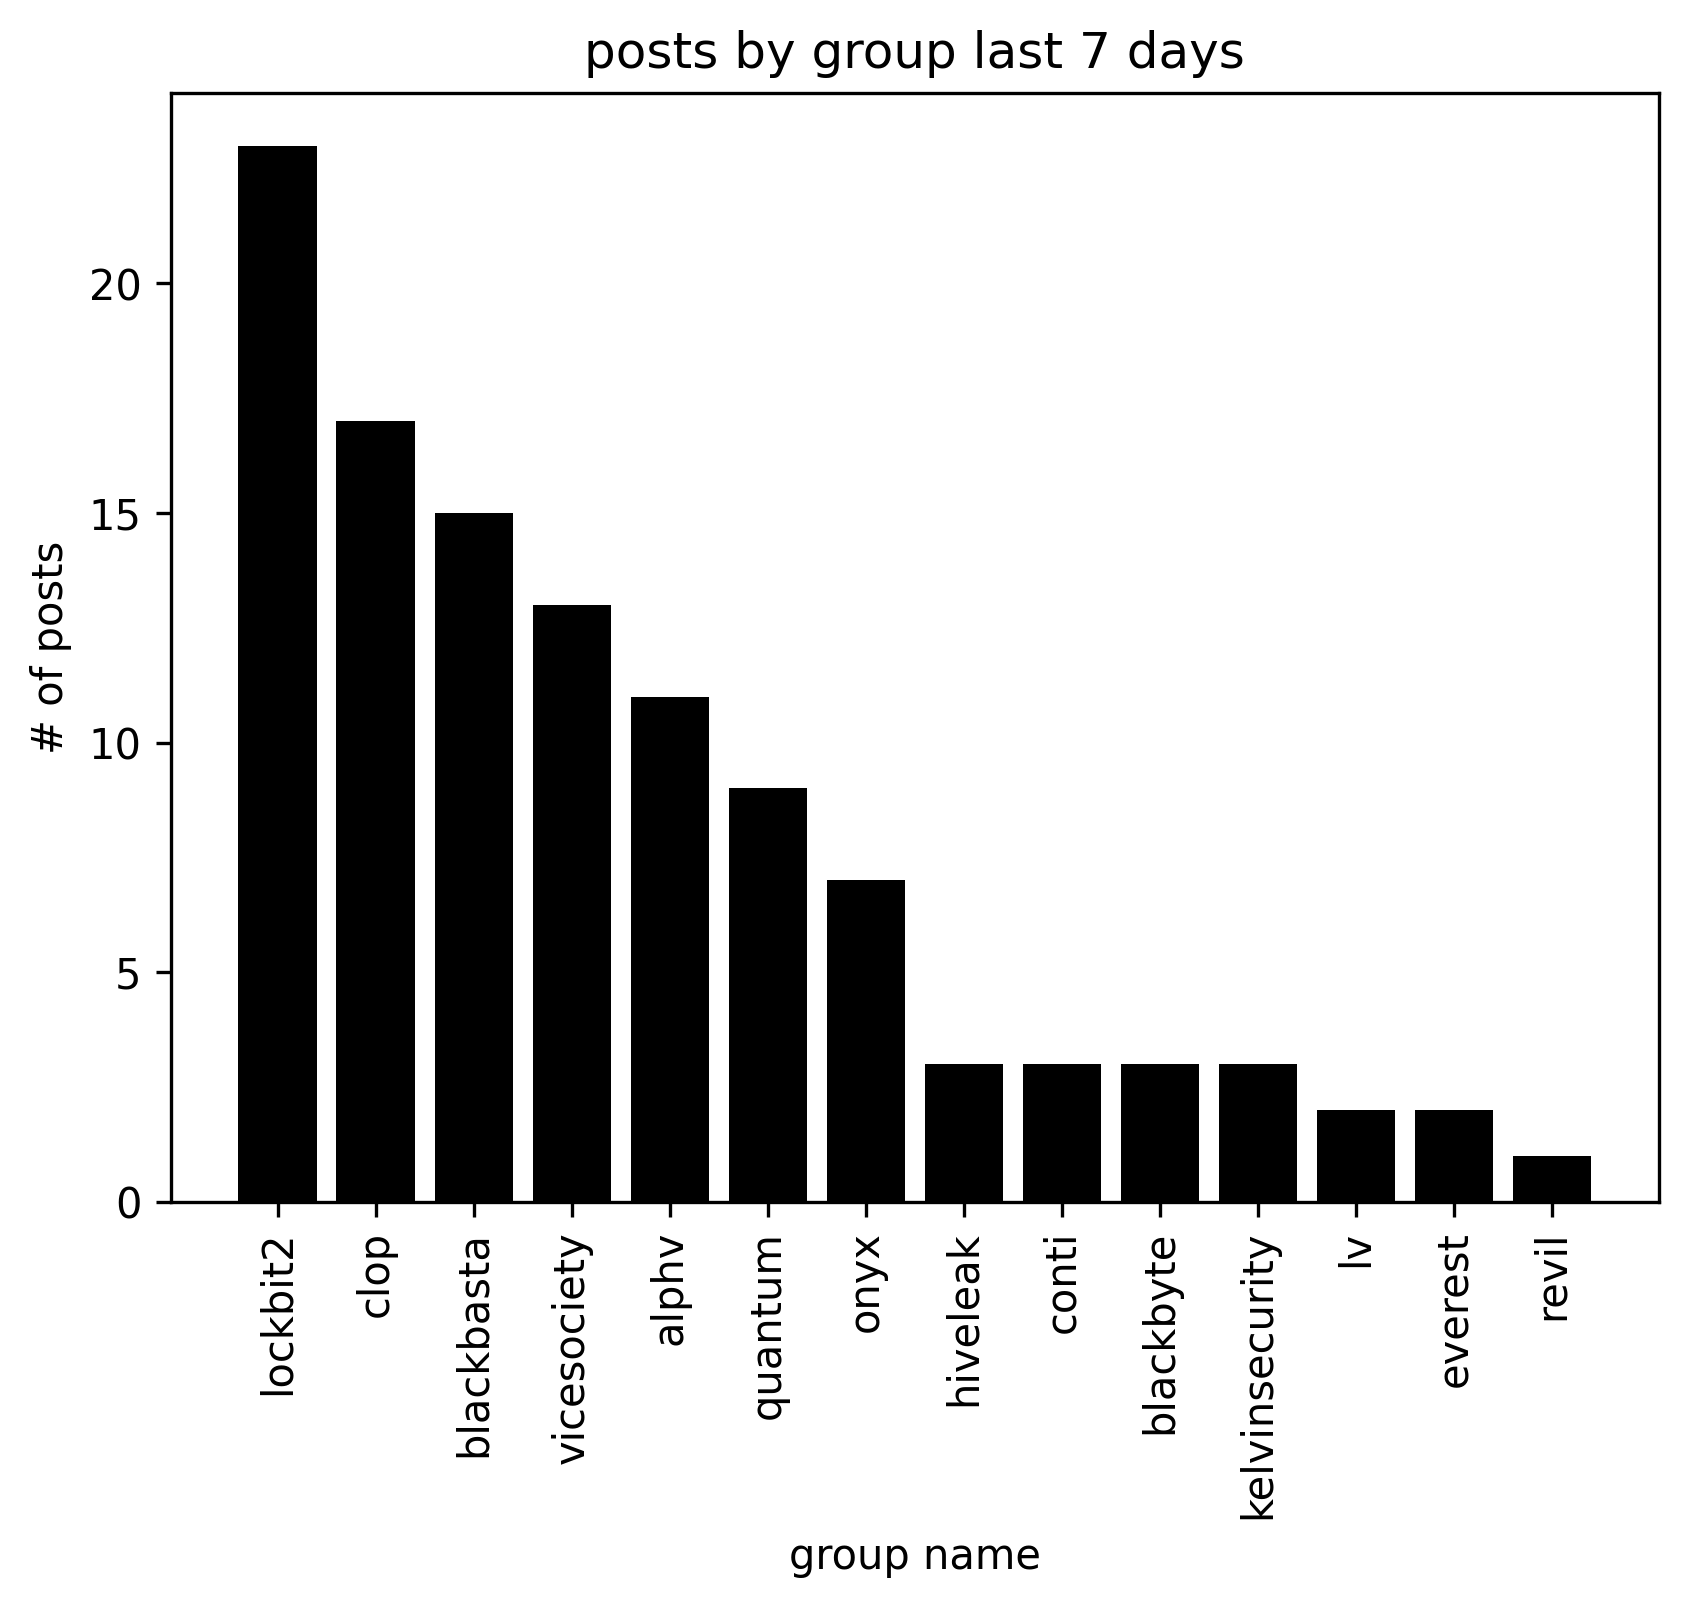 posts by group last 7 days
# of posts
20
15
10
5
0
lockbit2
clop
blackbasta
vicesociety
alphv
quantum
onyx
hiveleak
conti
blackbyte
kelvinsecurity
lv
everest
revil
group name